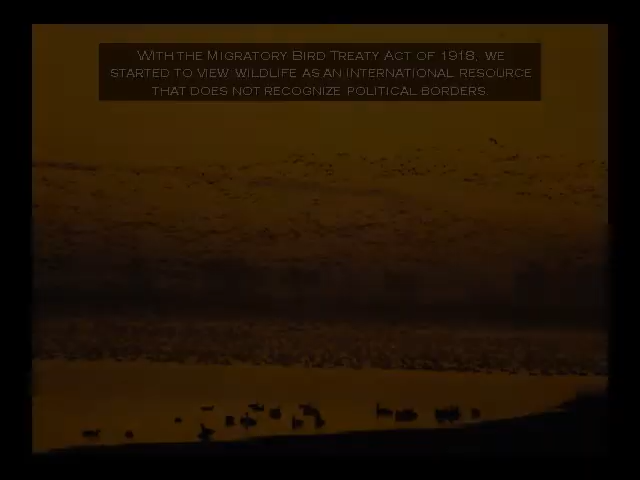 WITH THE MIGRATORY BIRD TREATY ACT OF 1918, WE
STARTED TO VIEW WILDLIFE AS AN INTERNATIONAL RESOURCE
THAT DOES NOT RECOGNIZE POLITICAL BORDERS.